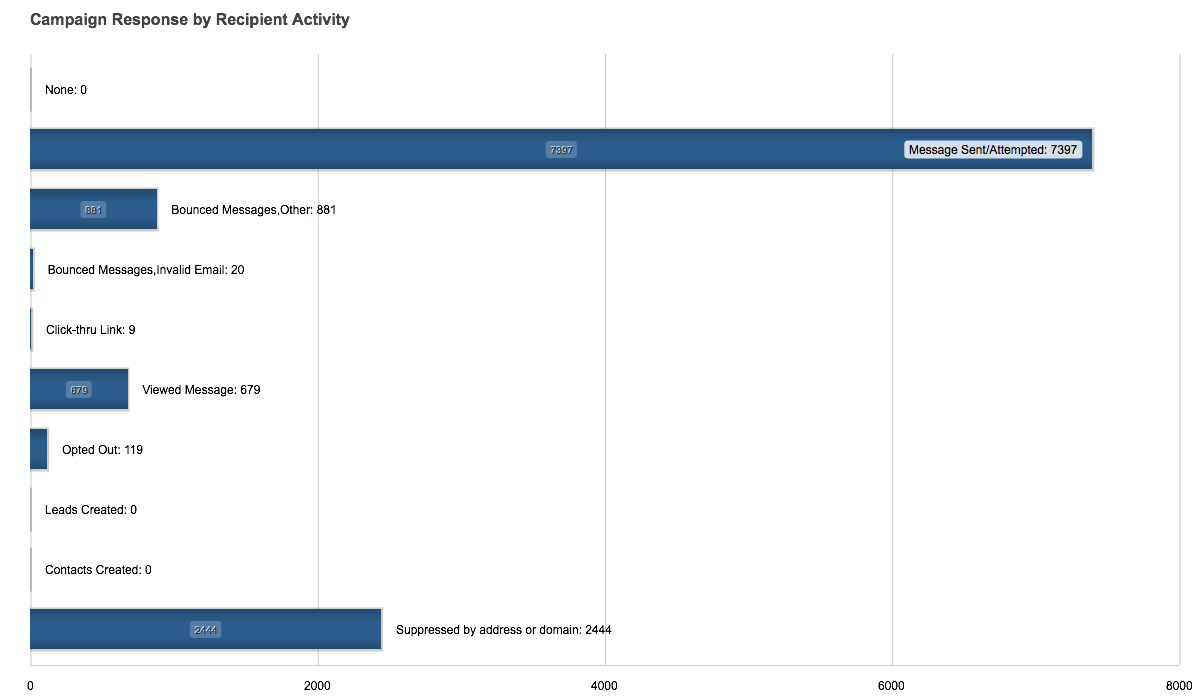 Campaign Response by Recipient Activity
None: 0
7397 Message Sent/Attempted: 7397
881 Bounced Messages,Other: 881
Bounced Messages,Invalid Email: 20
Click-thru Link: 9
679 Viewed Message: 679
Opted Out: 119
Leads Created: 0
Contacts Created: 0
2444 Suppressed by address or domain: 2444
0 2000 4000 6000 8000